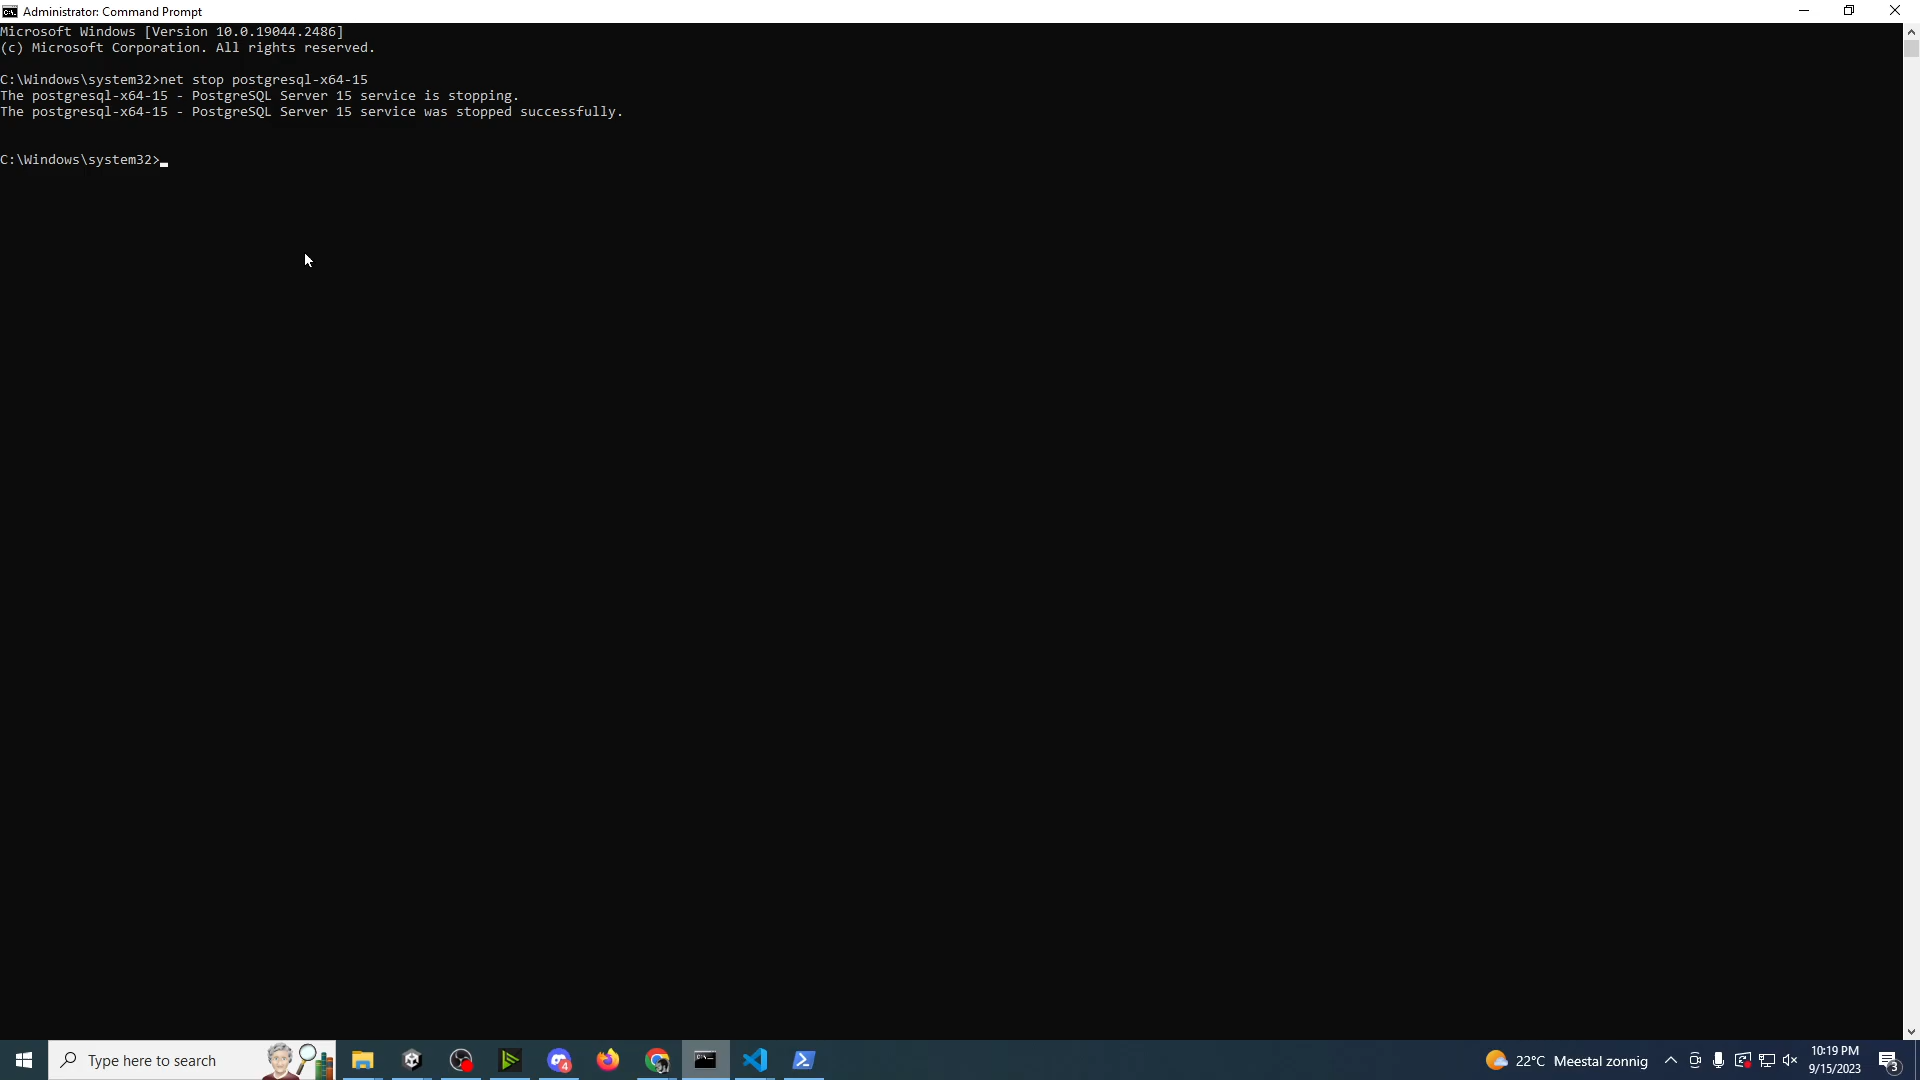 Administrator: Command Prompt
Microsoft Windows [Version 10.0.19044.2486]
(c) Microsoft Corporation. All rights reserved.
C:\Windows\system32>net stop postgresql-x64-15
The postgresql-x64-15 - PostgreSQL Server 15 service is stopping.
The postgresql-x64-15 - PostgreSQL Server 15 service was stopped successfully.
C:\Windows\system32>
Type here to search
4
22°C Meestal zonnig
10:19 PM
9/15/2023
3